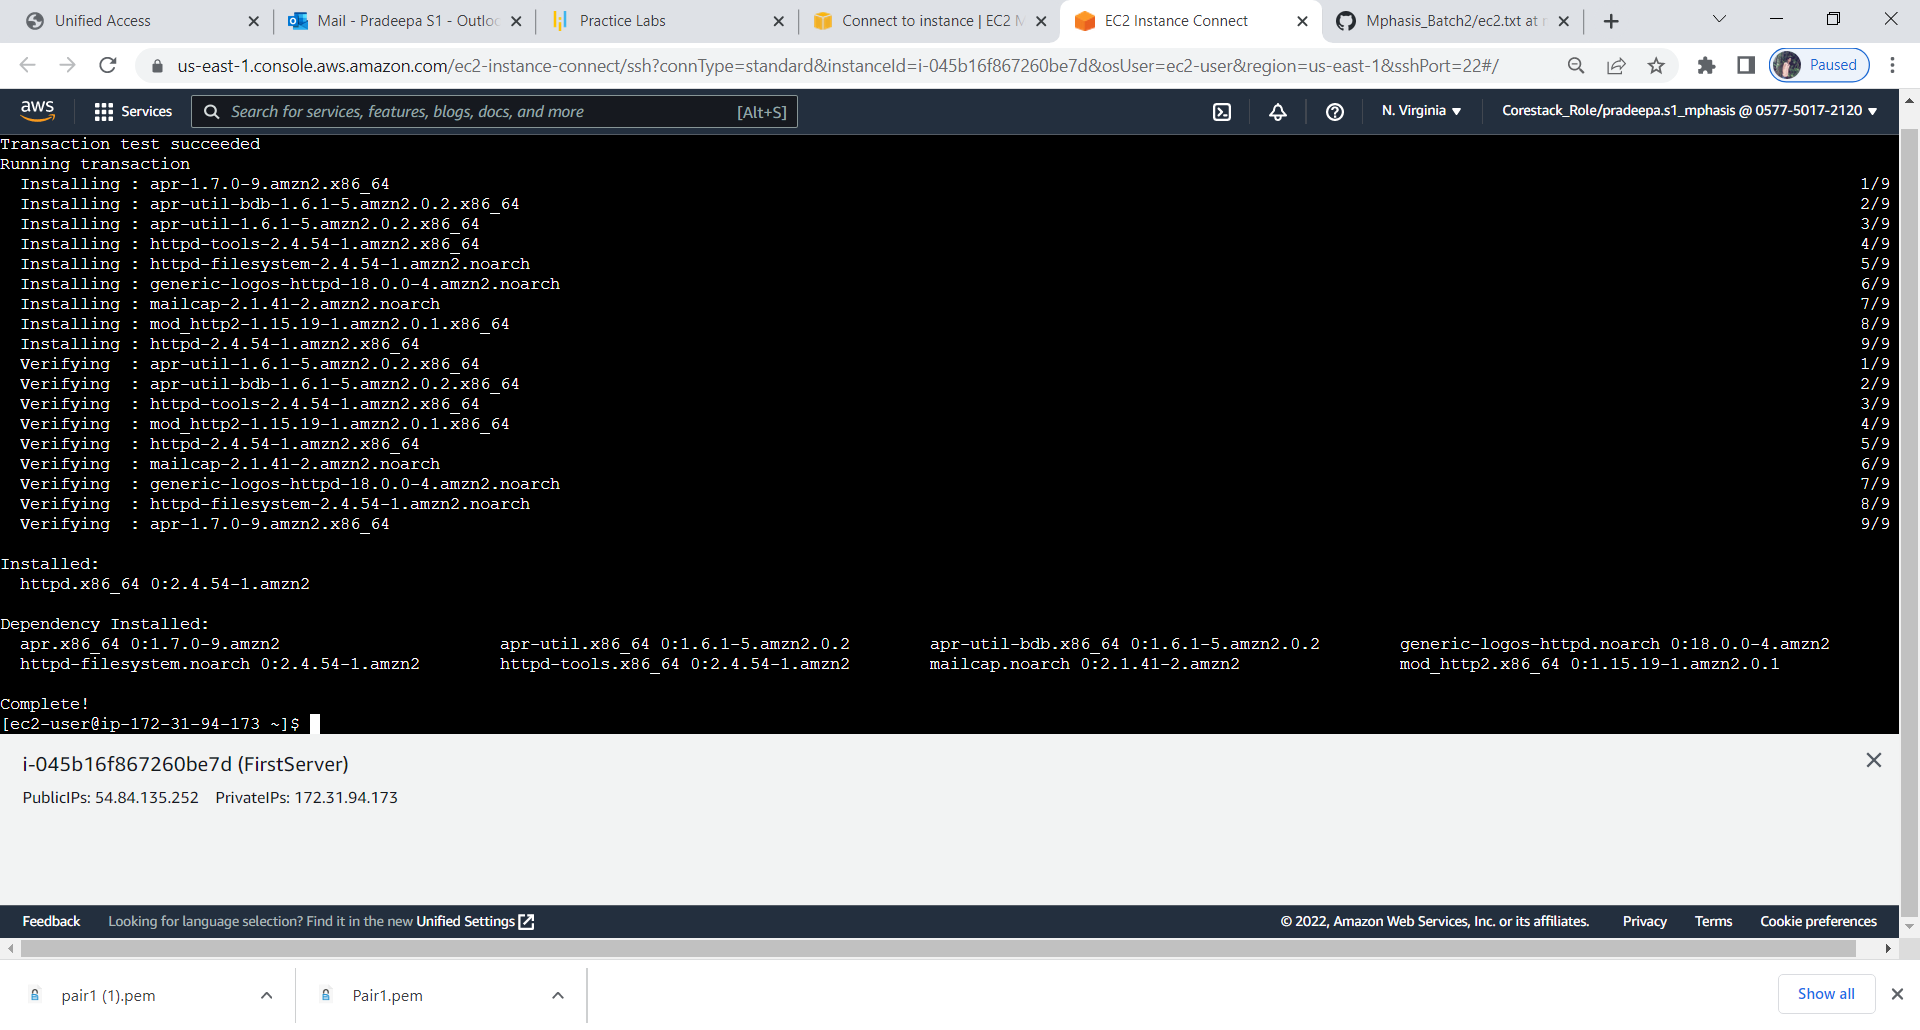 Unified Access
Mail - Pradeepa S1 - Outloo
Practice Labs
Connect to instance | EC2 M
EC2 Instance Connect
Mphasis_Batch2/ec2.txt at
us-east-1.console.aws.amazon.com/ec2-instance-connect/ssh?connType=standard&instanceId=i-045b16f867260be7d&osUser=ec2-user&region=us-east-1&sshPort=22#/
Paused
aws
Services
Search for services, features, blogs, docs, and more
[Alt+S]
N. Virginia
Corestack_Role/pradeepa.s1_mphasis @ 0577-5017-2120
Transaction test succeeded
Running transaction
Installing : apr-1.7.0-9.amzn2.x86_64 1/9
Installing : apr-util-bdb-1.6.1-5.amzn2.0.2.x86_64 2/9
Installing : apr-util-1.6.1-5.amzn2.0.2.x86_64 3/9
Installing : httpd-tools-2.4.54-1.amzn2.x86_64 4/9
Installing : httpd-filesystem-2.4.54-1.amzn2.noarch 5/9
Installing : generic-logos-httpd-18.0.0-4.amzn2.noarch 6/9
Installing : mailcap-2.1.41-2.amzn2.noarch 7/9
Installing : mod_http2-1.15.19-1.amzn2.0.1.x86_64 8/9
Installing : httpd-2.4.54-1.amzn2.x86_64 9/9
Verifying : apr-util-1.6.1-5.amzn2.0.2.x86_64 1/9
Verifying : apr-util-bdb-1.6.1-5.amzn2.0.2.x86_64 2/9
Verifying : httpd-tools-2.4.54-1.amzn2.x86_64 3/9
Verifying : mod_http2-1.15.19-1.amzn2.0.1.x86_64 4/9
Verifying : httpd-2.4.54-1.amzn2.x86_64 5/9
Verifying : mailcap-2.1.41-2.amzn2.noarch 6/9
Verifying : generic-logos-httpd-18.0.0-4.amzn2.noarch 7/9
Verifying : httpd-filesystem-2.4.54-1.amzn2.noarch 8/9
Verifying : apr-1.7.0-9.amzn2.x86_64 9/9
Installed:
httpd.x86_64 0:2.4.54-1.amzn2
Dependency Installed:
apr.x86_64 0:1.7.0-9.amzn2 apr-util.x86_64 0:1.6.1-5.amzn2.0.2 apr-util-bdb.x86_64 0:1.6.1-5.amzn2.0.2 generic-logos-httpd.noarch 0:18.0.0-4.amzn2
httpd-filesystem.noarch 0:2.4.54-1.amzn2 httpd-tools.x86_64 0:2.4.54-1.amzn2 mailcap.noarch 0:2.1.41-2.amzn2 mod_http2.x86_64 0:1.15.19-1.amzn2.0.1
Complete!
[ec2-user@ip-172-31-94-173 ~]$
i-045b16f867260be7d (FirstServer)
PublicIPs: 54.84.135.252 PrivateIPs: 172.31.94.173
Feedback
Looking for language selection? Find it in the new Unified Settings
© 2022, Amazon Web Services, Inc. or its affiliates.
Privacy
Terms
Cookie preferences
pair1 (1).pem
Pair1.pem
Show all